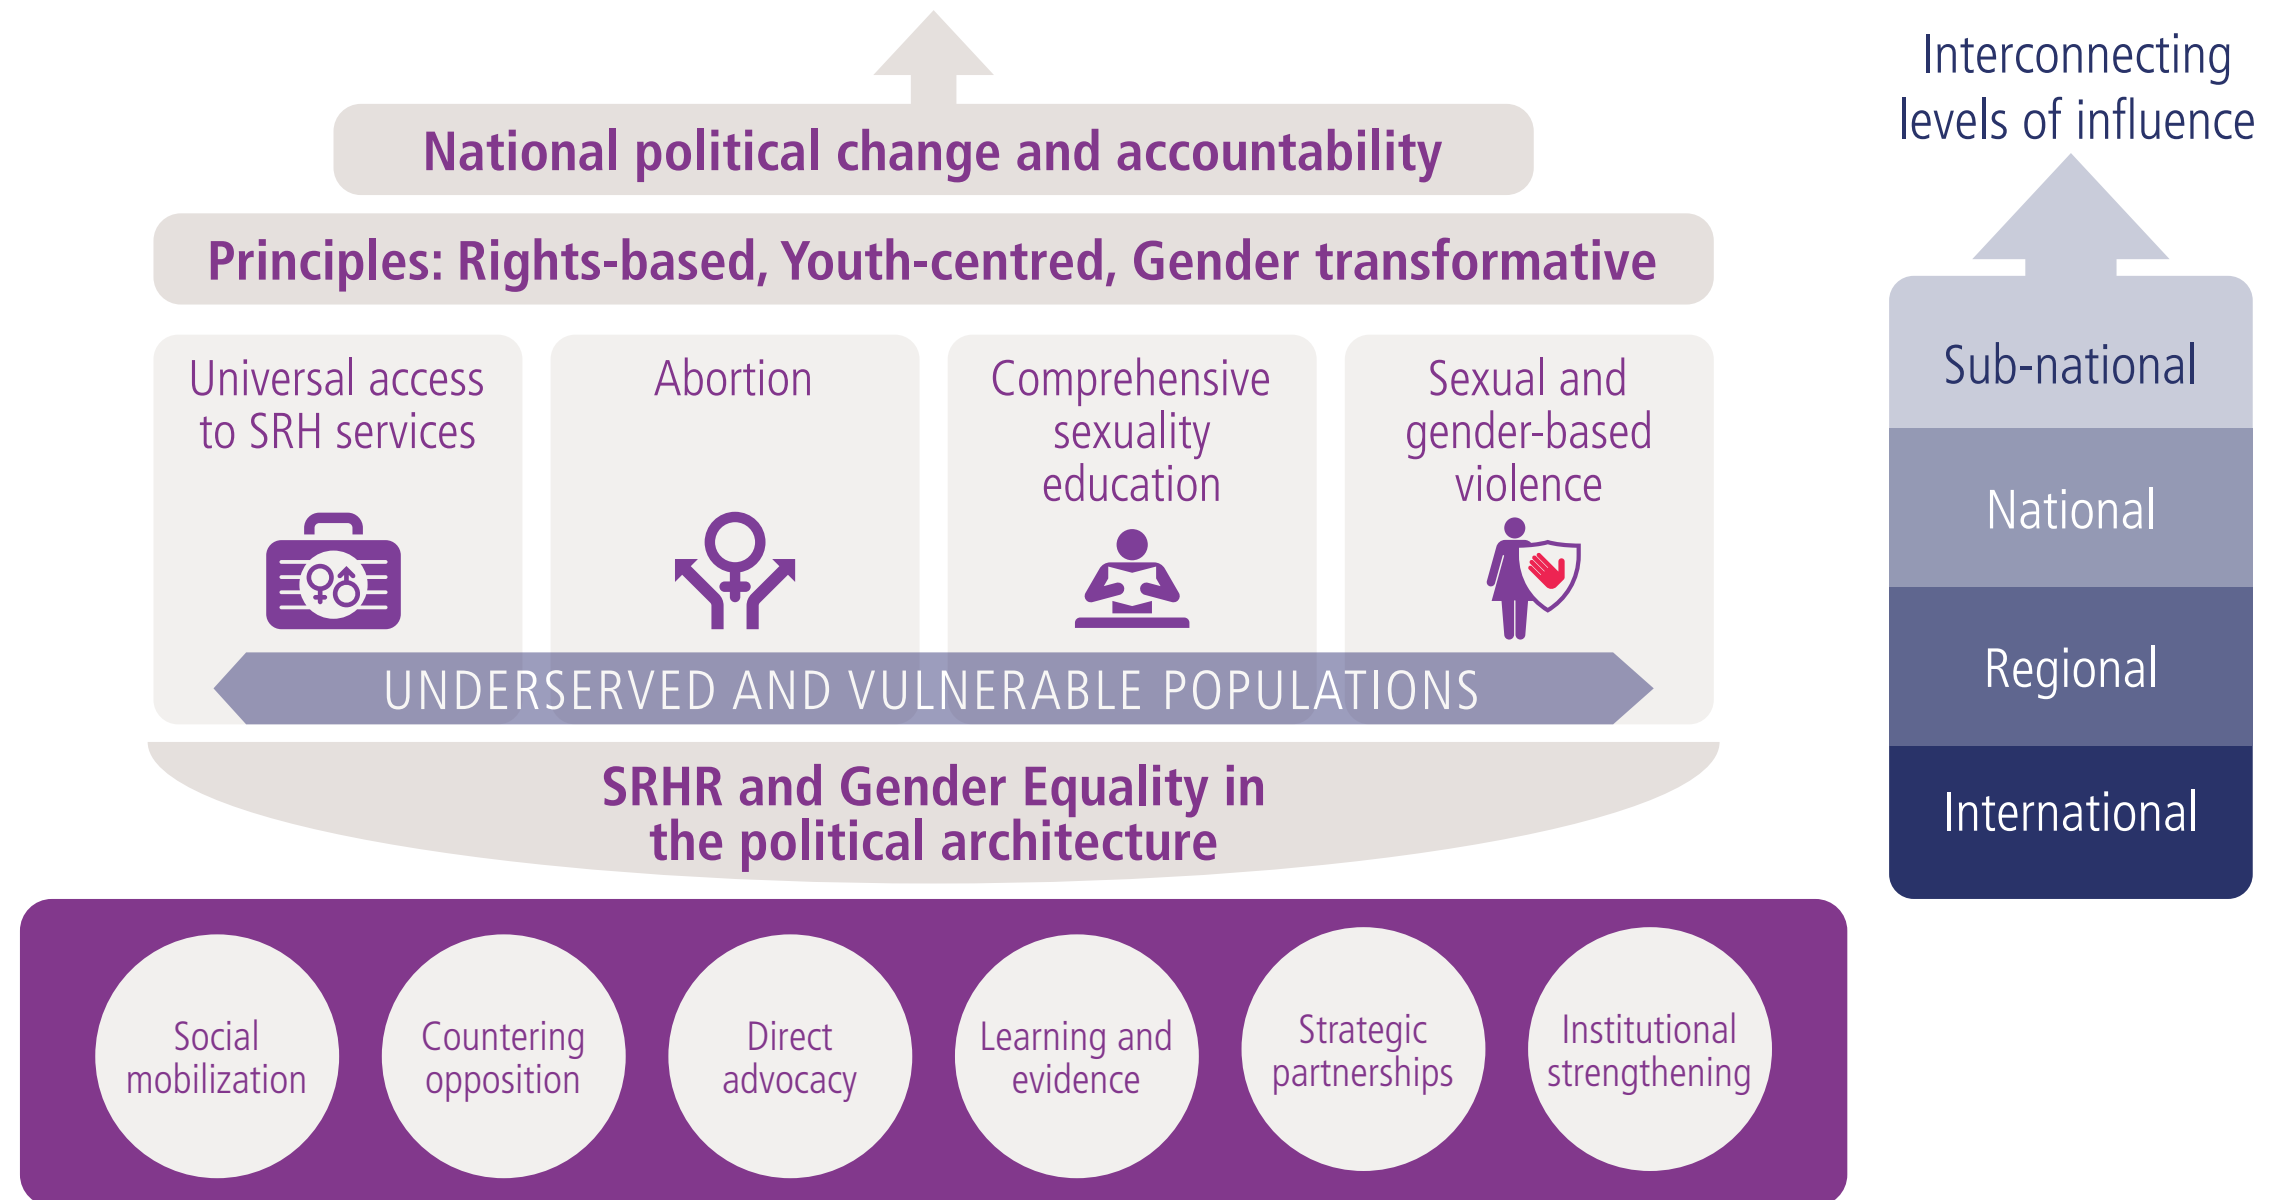 National political change and accountability
Principles: Rights-based, Youth-centred, Gender transformative
Universal access
to SRH services
Abortion
Comprehensive
sexuality
education
Sexual and
gender-based
violence
UNDERSERVED AND VULNERABLE POPULATIONS
SRHR and Gender Equality in
the political architecture
Social
mobilization
Countering
opposition
Direct
advocacy
Learning and
evidence
Strategic
partnerships
Institutional
strengthening
Interconnecting
levels of influence
Sub-national
National
Regional
International